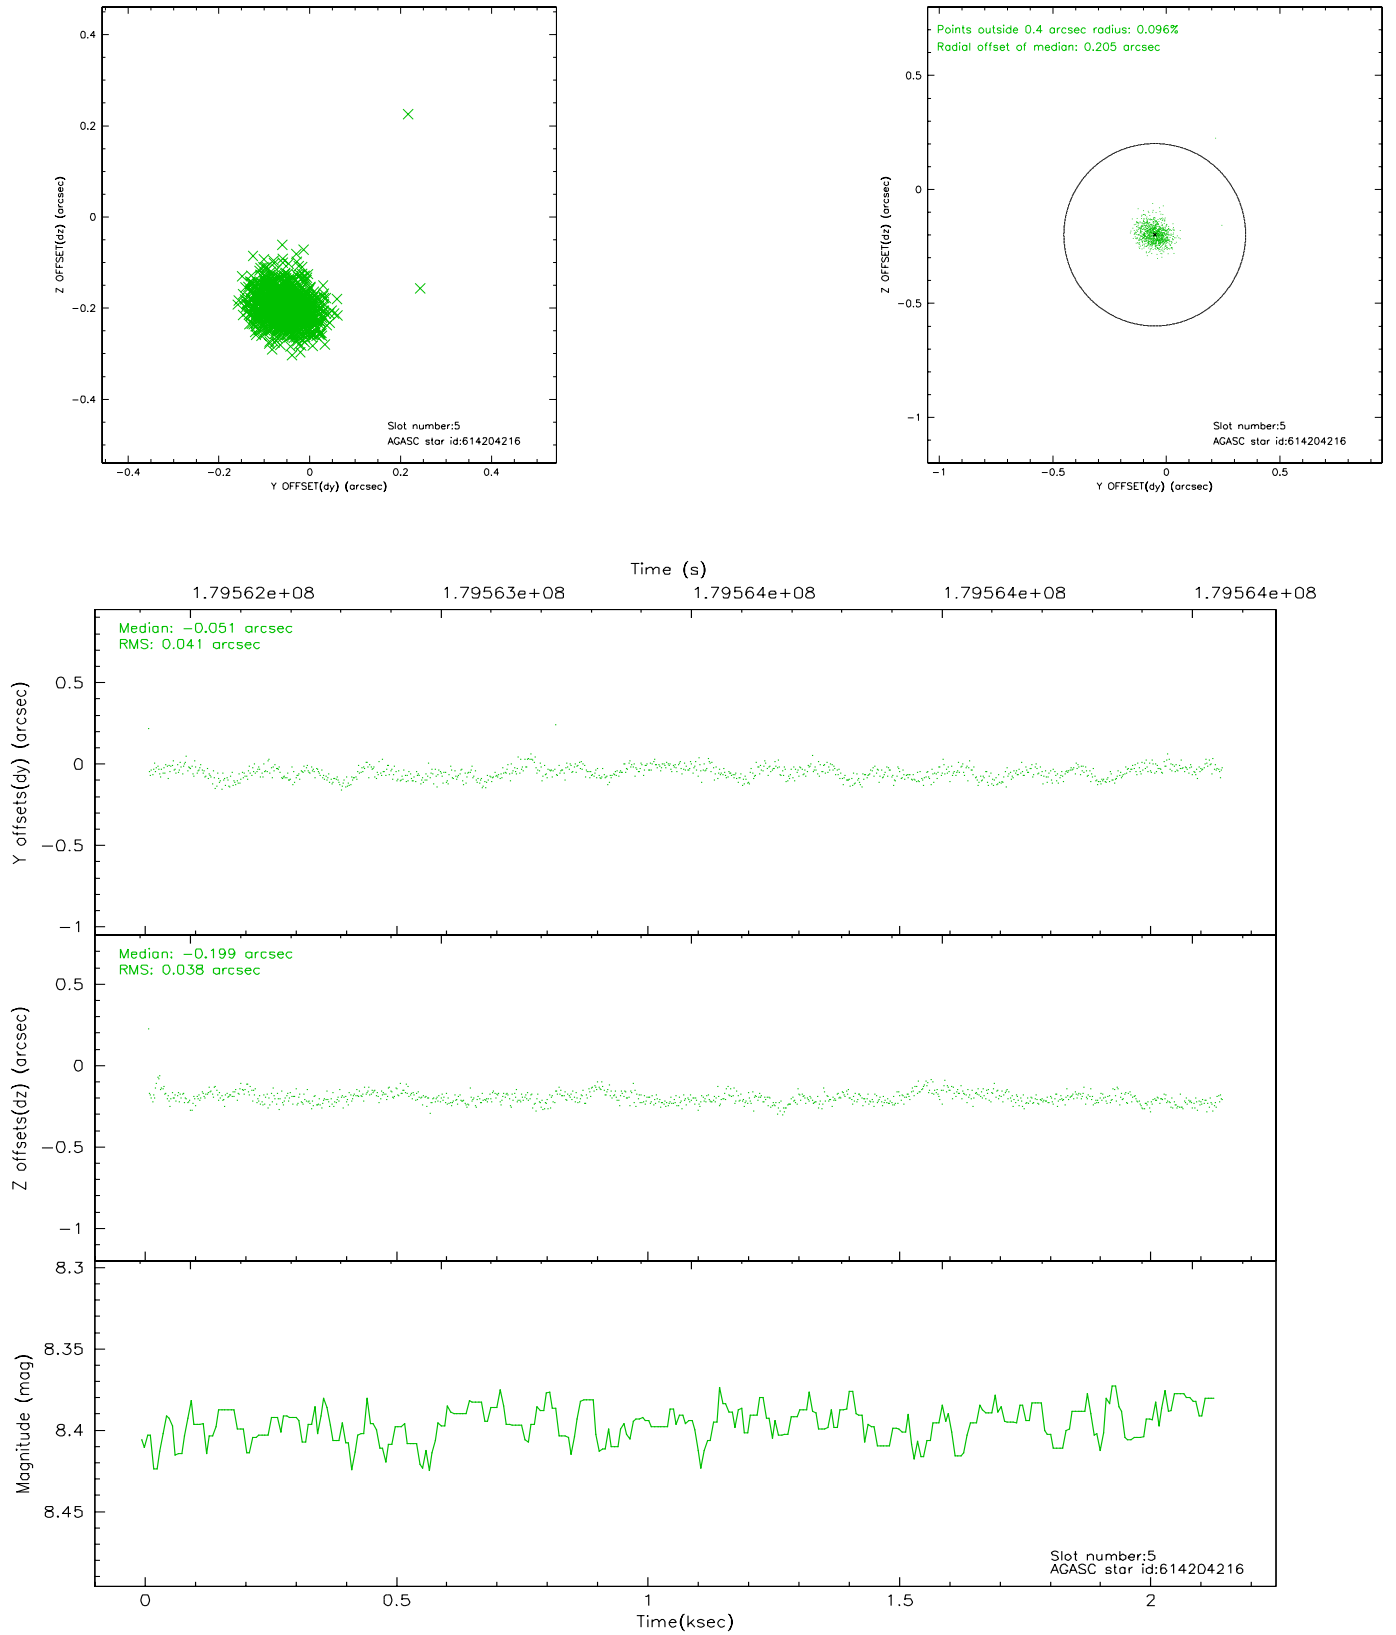 0.4
0.2
0
−0.2
−0.4
Z OFFSET(dz) (arcsec)
Slot number:5
AGASC star id:614204216
−0.4 −0.2 0 0.2 0.4
Y OFFSET(dy) (arcsec)
Points outside 0.4 arcsec radius: 0.096%
Radial offset of median: 0.205 arcsec
0.5
0
−0.5
−1
Z OFFSET(dz) (arcsec)
Slot number:5
AGASC star id:614204216
−1 −0.5 0 0.5
Y OFFSET(dy) (arcsec)
Time (s)
1.79562e+08 1.79563e+08 1.79564e+08 1.79564e+08 1.79564e+08
Median: −0.051 arcsec
RMS: 0.041 arcsec
0.5
0
−0.5
−1
Y offsets(dy) (arcsec)
Median: −0.199 arcsec
RMS: 0.038 arcsec
0.5
0
−0.5
−1
Z offsets(dz) (arcsec)
8.3
8.35
8.4
8.45
Magnitude (mag)
Slot number:5
AGASC star id:614204216
0 0.5 1 1.5 2
Time(ksec)